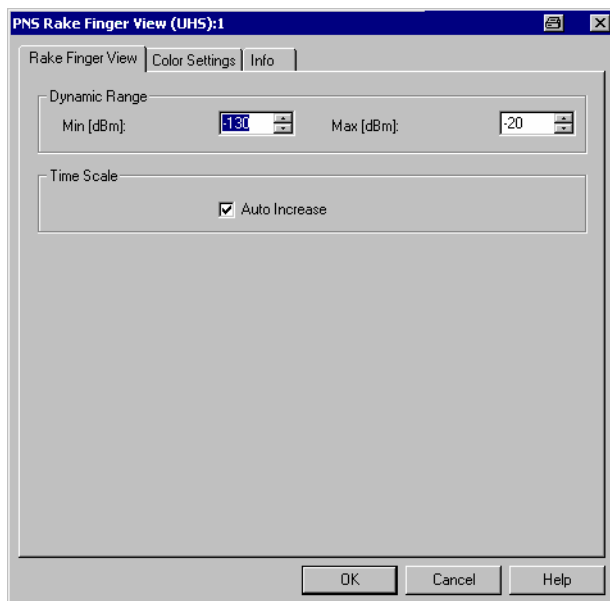 PNS Rake Finger View (UHS):1
Rake Finger View Color Settings Info
Dynamic Range
Min [dBm]: -130 Max [dBm]: -20
Time Scale
Auto Increase
OK Cancel Help